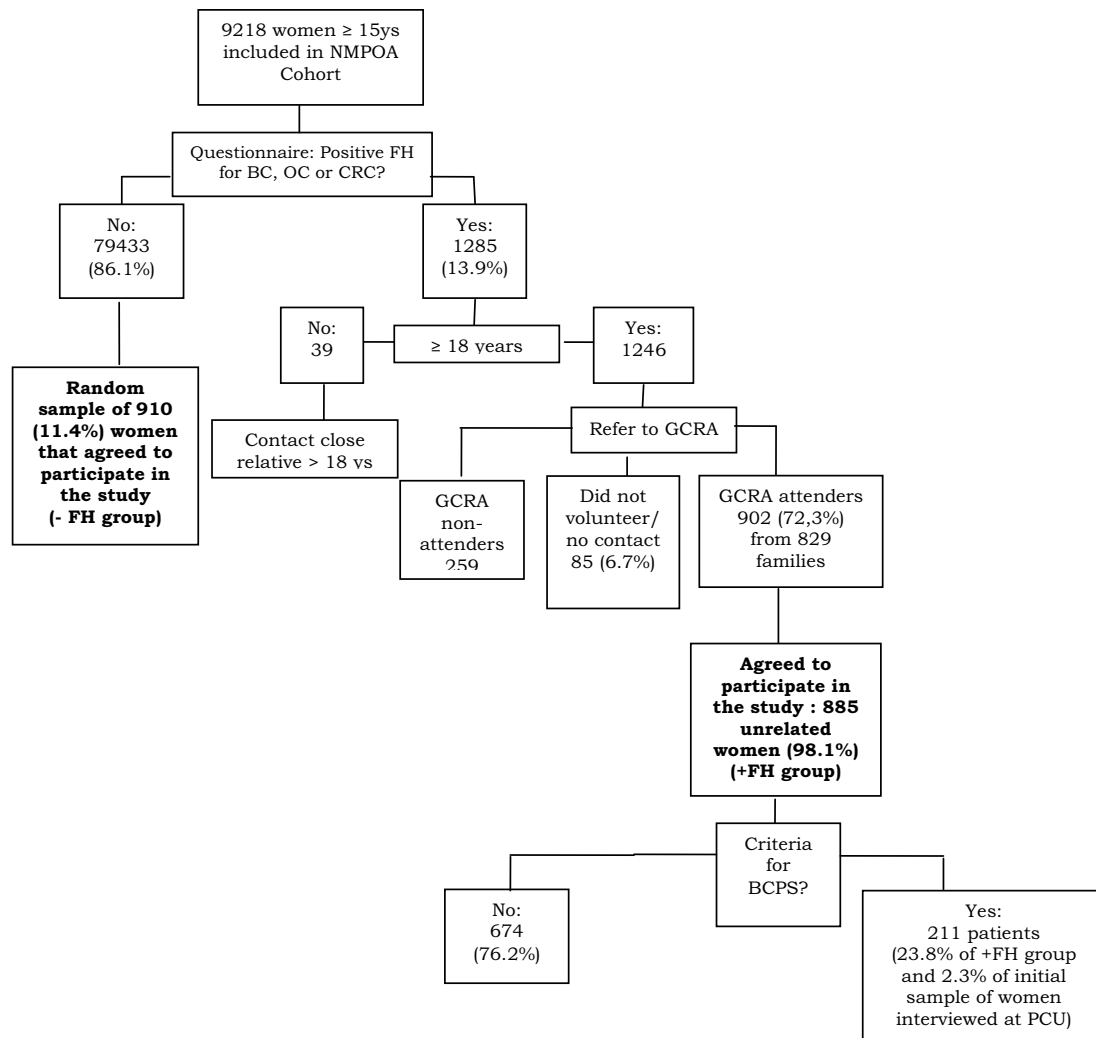 9218 women ≥ 15ys
included in NMPOA
Cohort
Questionnaire: Positive FH
for BC, OC or CRC?
No:
79433
(86.1%)
Yes:
1285
(13.9%)
No:
39
≥ 18 years
Yes:
1246
Random
sample of 910
(11.4%) women
that agreed to
participate in
the study
(- FH group)
Contact close
relative > 18 ys
Refer to GCRA
GCRA
non-
attenders
259
Did not
volunteer/
no contact
85 (6.7%)
GCRA attenders
902 (72,3%)
from 829
families
Agreed to
participate in
the study : 885
unrelated
women (98.1%)
(+FH group)
Criteria
for
BCPS?
No:
674
(76.2%)
Yes:
211 patients
(23.8% of +FH group
and 2.3% of initial
sample of women
interviewed at PCU)